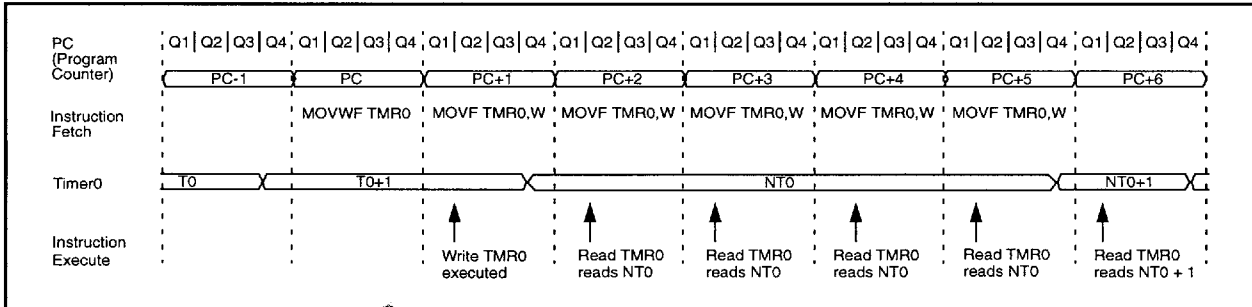 PC
(Program
Counter)
Q1 Q2 Q3 Q4 Q1 Q2 Q3 Q4 Q1 Q2 Q3 Q4 Q1 Q2 Q3 Q4 Q1 Q2 Q3 Q4 Q1 Q2 Q3 Q4 Q1 Q2 Q3 Q4 Q1 Q2 Q3 Q4
PC-1 PC PC+1 PC+2 PC+3 PC+4 PC+5 PC+6
Instruction
Fetch
MOVWF TMR0 MOVF TMR0,W MOVF TMR0,W MOVF TMR0,W MOVF TMR0,W MOVF TMR0,W
Timer0
T0 T0+1 NT0 NT0+1
Instruction
Execute
Write TMR0
executed
Read TMR0
reads NT0
Read TMR0
reads NT0
Read TMR0
reads NT0
Read TMR0
reads NT0
Read TMR0
reads NT0 + 1